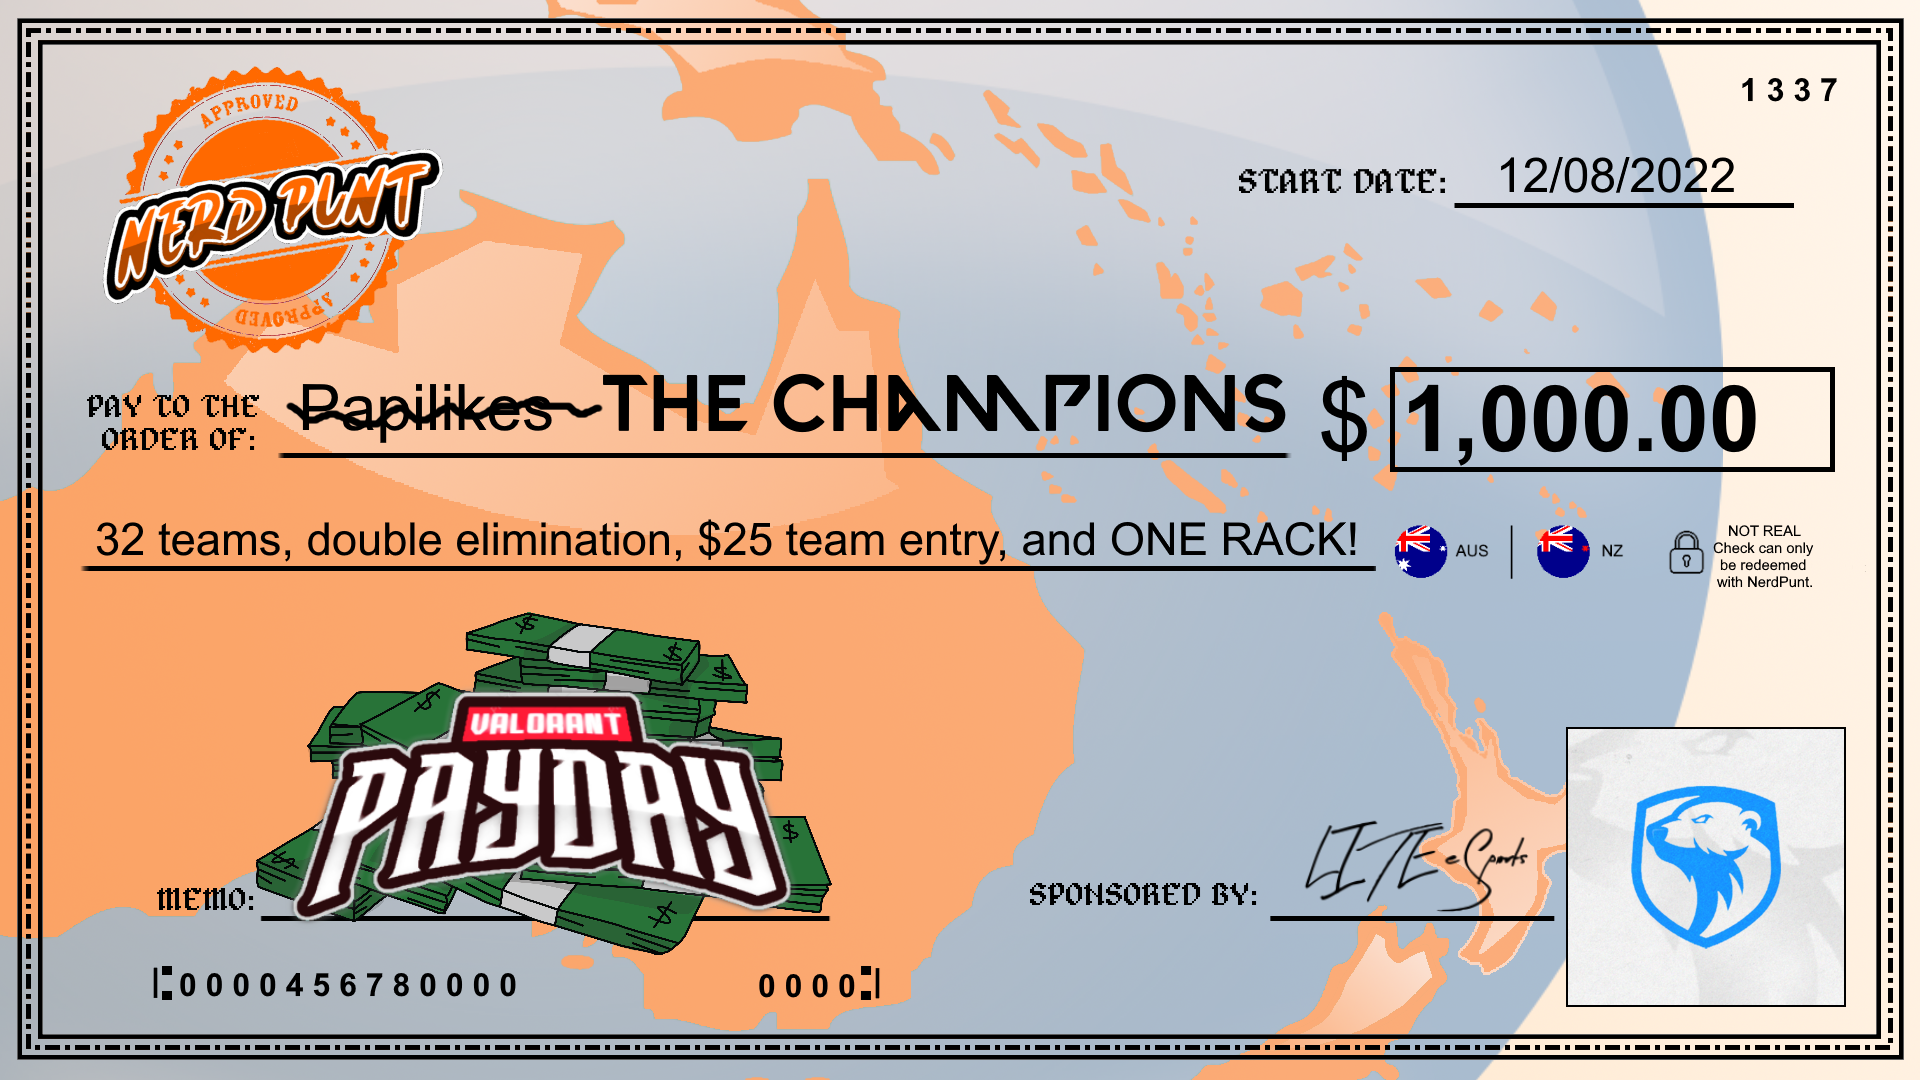 1337
APPROVED
NERD PUNT
APPROVED
START DATE: 12/08/2022
PAY TO THE
ORDER OF:
Papilikes THE CHAMPIONS $ 1,000.00
32 teams, double elimination, $25 team entry, and ONE RACK!
AUS
NZ
NOT REAL
Check can only
be redeemed
with NerdPunt.
VALORANT
PAYDAY
MEMO:
SPONSORED BY: LITE eSports
000045678000 0000